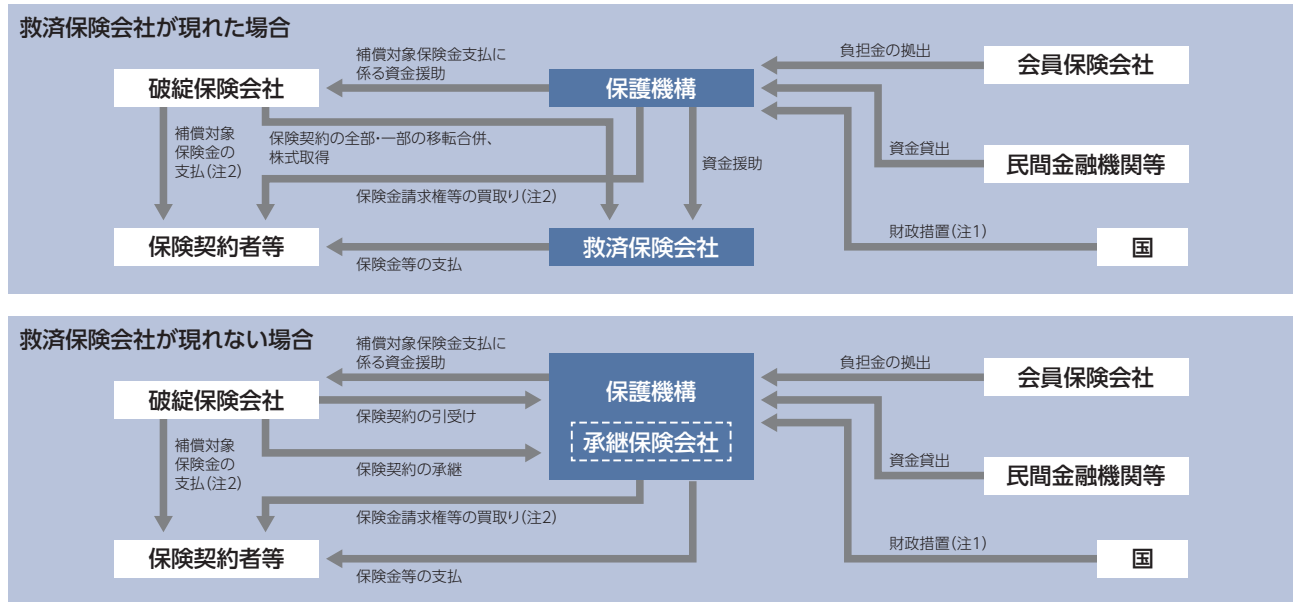 救済保険会社が現れた場合
補償対象保険金支払に
係る資金援助
負担金の拠出
会員保険会社
破綻保険会社
保護機構
補償対象
保険金の
支払(注2)
保険契約の全部・一部の移転合併、
株式取得
資金援助
資金貸出
民間金融機関等
保険金請求権等の買取り(注2)
財政措置(注1)
保険契約者等
救済保険会社
国
保険金等の支払
救済保険会社が現れない場合
補償対象保険金支払に
係る資金援助
負担金の拠出
会員保険会社
破綻保険会社
保護機構
保険契約の引受け
補償対象
保険金の
支払(注2)
承継保険会社
保険契約の承継
資金貸出
民間金融機関等
保険金請求権等の買取り(注2)
財政措置(注1)
保険契約者等
国
保険金等の支払